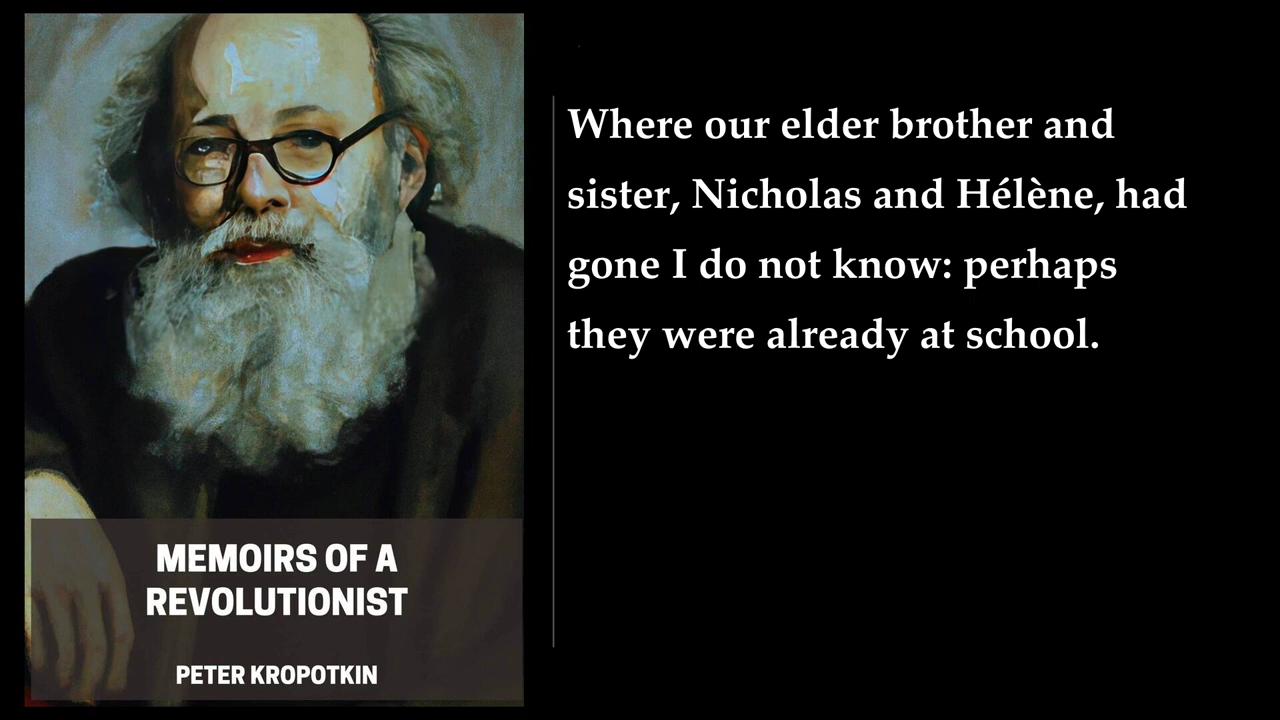 Where our elder brother and
sister, Nicholas and Hélène, had
gone I do not know: perhaps
they were already at school.
MEMOIRS OF A
REVOLUTIONIST
PETER KROPOTKIN